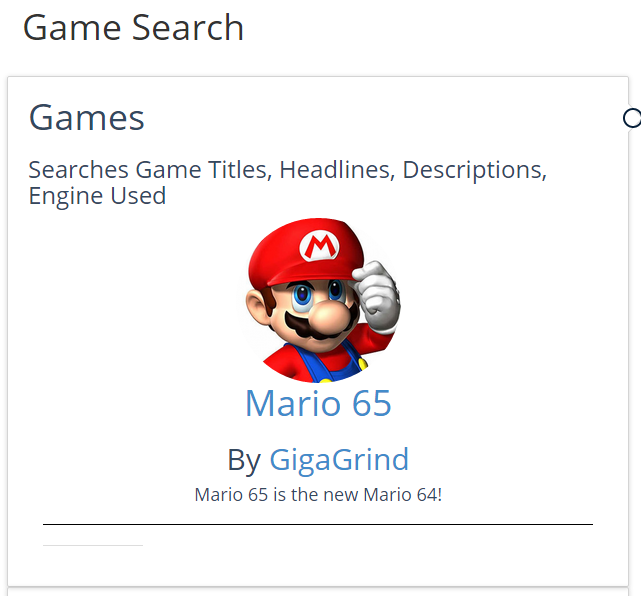 Game Search
Games
Searches Game Titles, Headlines, Descriptions,
Engine Used
M
Mario 65
By GigaGrind
Mario 65 is the new Mario 64!